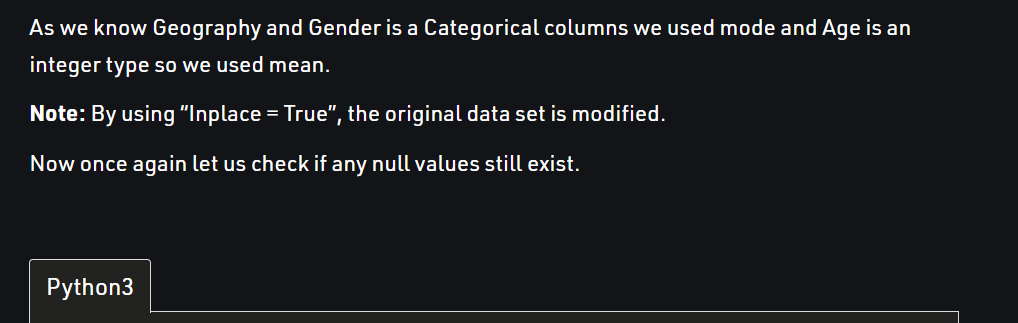 As we know Geography and Gender is a Categorical columns we used mode and Age is an
integer type so we used mean.
Note: By using “Inplace = True”, the original data set is modified.
Now once again let us check if any null values still exist.
Python3